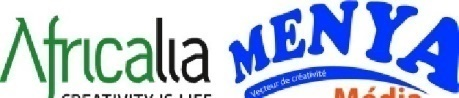 Africalia
CREATIVITY IS LIFE
MENYA
Vecteur de créativité
Média